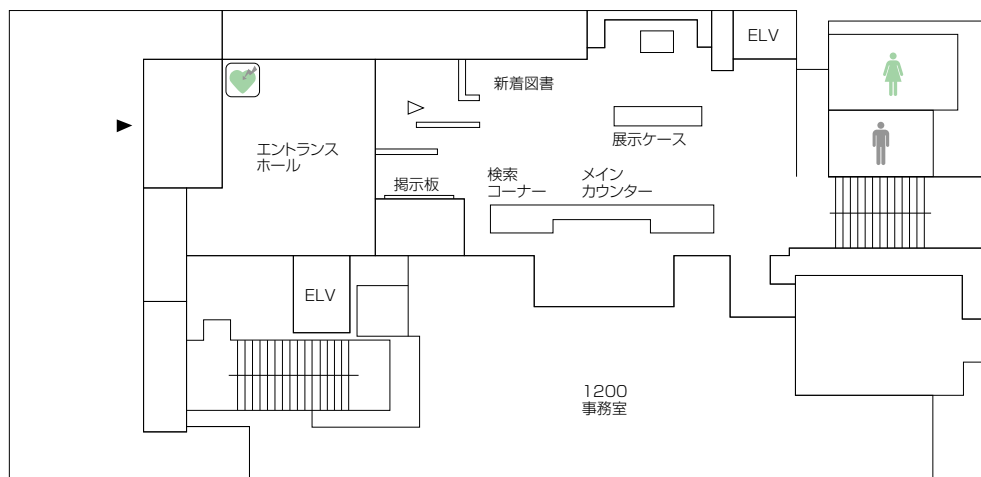 ELV
新着図書
展示ケース
エントランス
ホール
掲示板
検索
コーナー
メイン
カウンター
ELV
1200
事務室